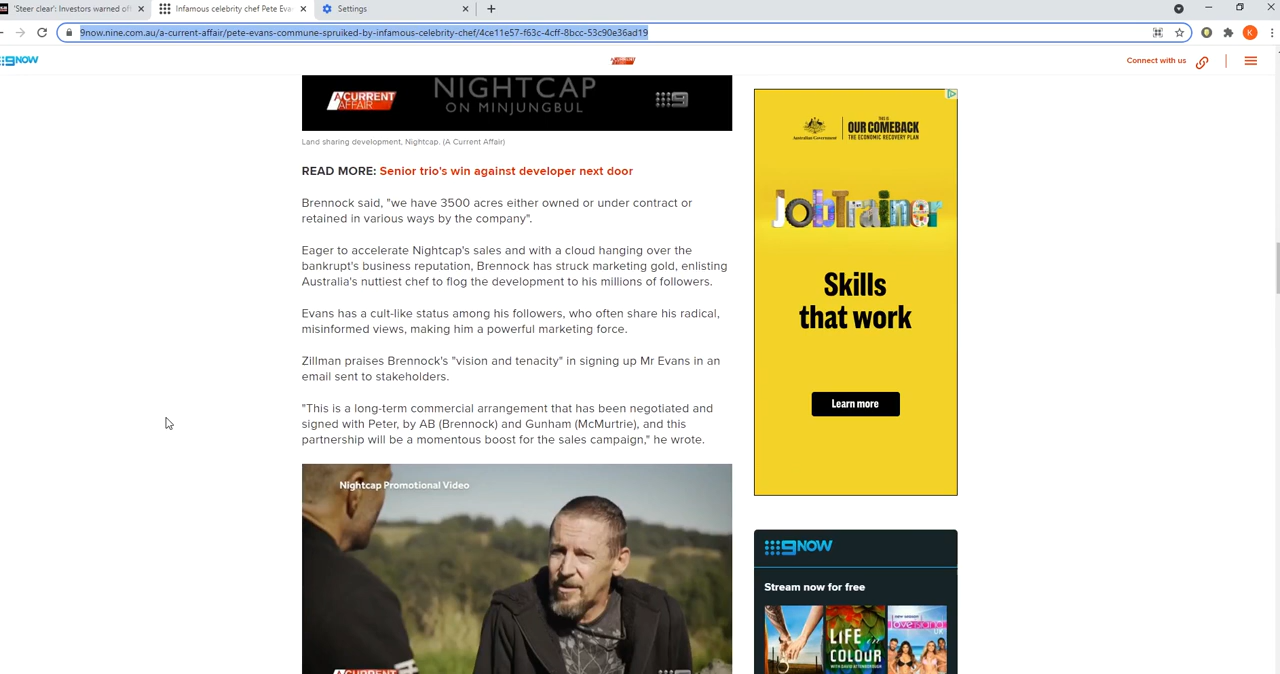 'Steer clear': Investors warned of
Infamous celebrity chef Pete Eva
Settings
9now.nine.com.au/a-current-affair/pete-evans-commune-spruiked-by-infamous-celebrity-chef/4ce11e57-f63c-4cff-8bcc-53c90e36ad19
K
9NOW
A CURRENT AFFAIR
Connect with us
NIGHTCAP
ON MINJUNGBUL
A CURRENT
AFFAIR
9
Land sharing development, Nightcap. (A Current Affair)
READ MORE: Senior trio's win against developer next door
Brennock said, "we have 3500 acres either owned or under contract or
retained in various ways by the company".
Eager to accelerate Nightcap's sales and with a cloud hanging over the
bankrupt's business reputation, Brennock has struck marketing gold, enlisting
Australia's nuttiest chef to flog the development to his millions of followers.
Evans has a cult-like status among his followers, who often share his radical,
misinformed views, making him a powerful marketing force.
Zillman praises Brennock's "vision and tenacity" in signing up Mr Evans in an
email sent to stakeholders.
"This is a long-term commercial arrangement that has been negotiated and
signed with Peter, by AB (Brennock) and Gunham (McMurtrie), and this
partnership will be a momentous boost for the sales campaign," he wrote.
Nightcap Promotional Video
Australian Government
OUR COMEBACK
THE ECONOMIC RECOVERY PLAN
JobTrainer
Skills
that work
Learn more
9NOW
Stream now for free
LIFE in
COLOUR
WITH DAVID ATTENBOROUGH
love island